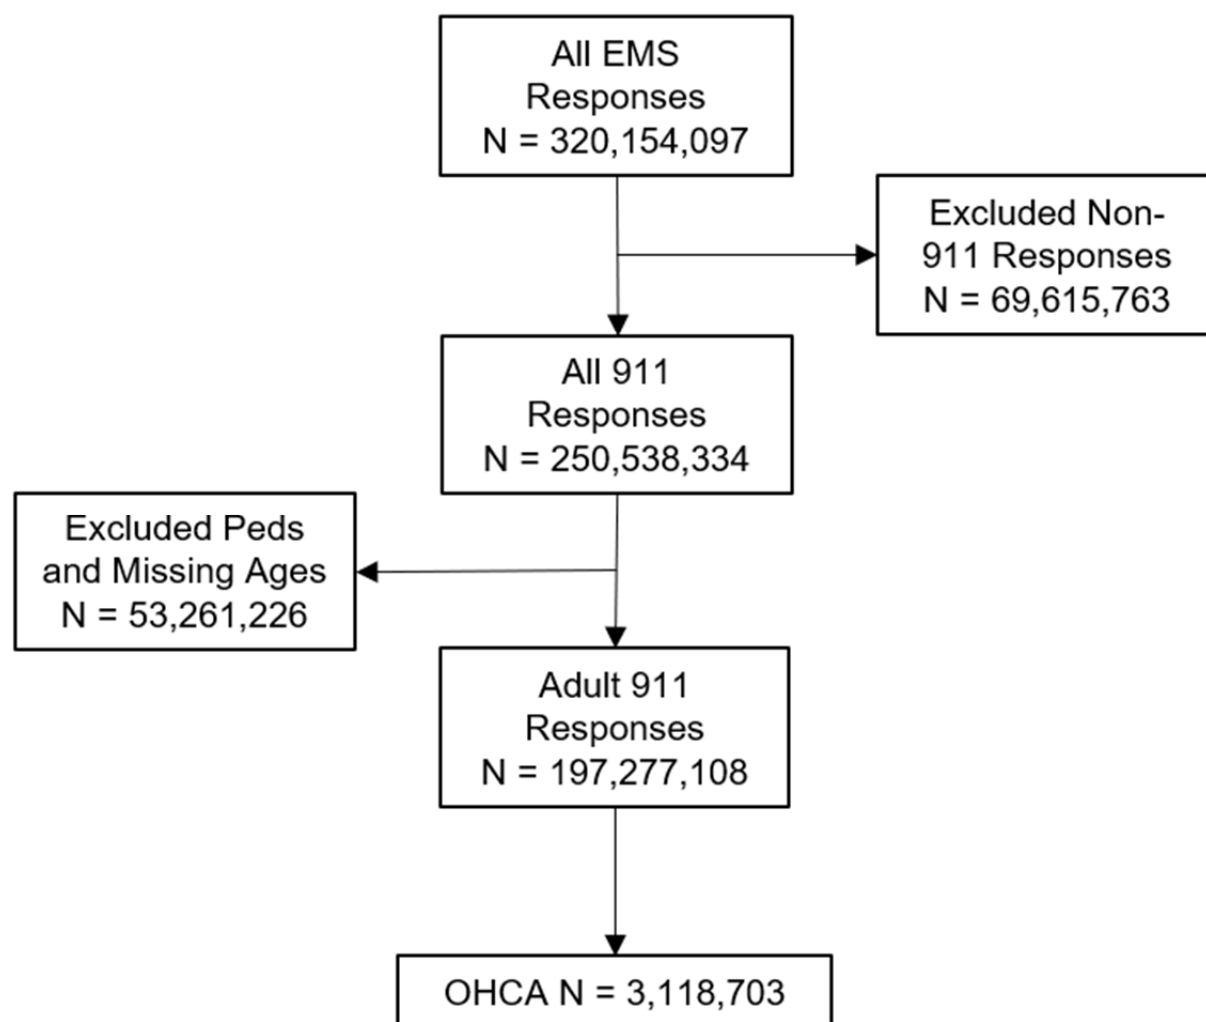 All EMS
Responses
N = 320,154,097
Excluded Non-
911 Responses
N = 69,615,763
All 911
Responses
N = 250,538,334
Excluded Peds
and Missing Ages
N = 53,261,226
Adult 911
Responses
N = 197,277,108
OHCA N = 3,118,703